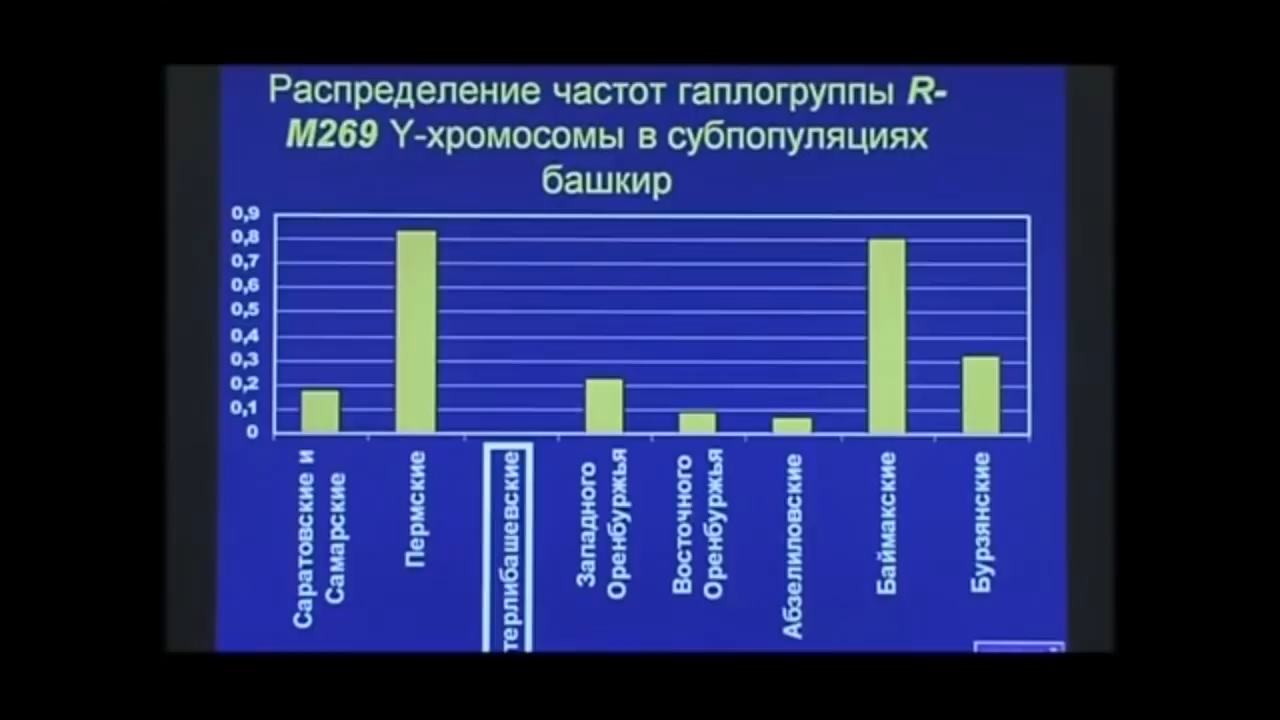 Распределение частот гаплогруппы R-
M269 Y-хромосомы в субпопуляциях
башкир
0,9
0,8
0,7
0,6
0,5
0,4
0,3
0,2
0,1
0
Саратовские и
Самарские
Пермские
терлибашевские
Западного
Оренбуржья
Восточного
Оренбуржья
Абзелиловские
Баймакские
Бурзянские